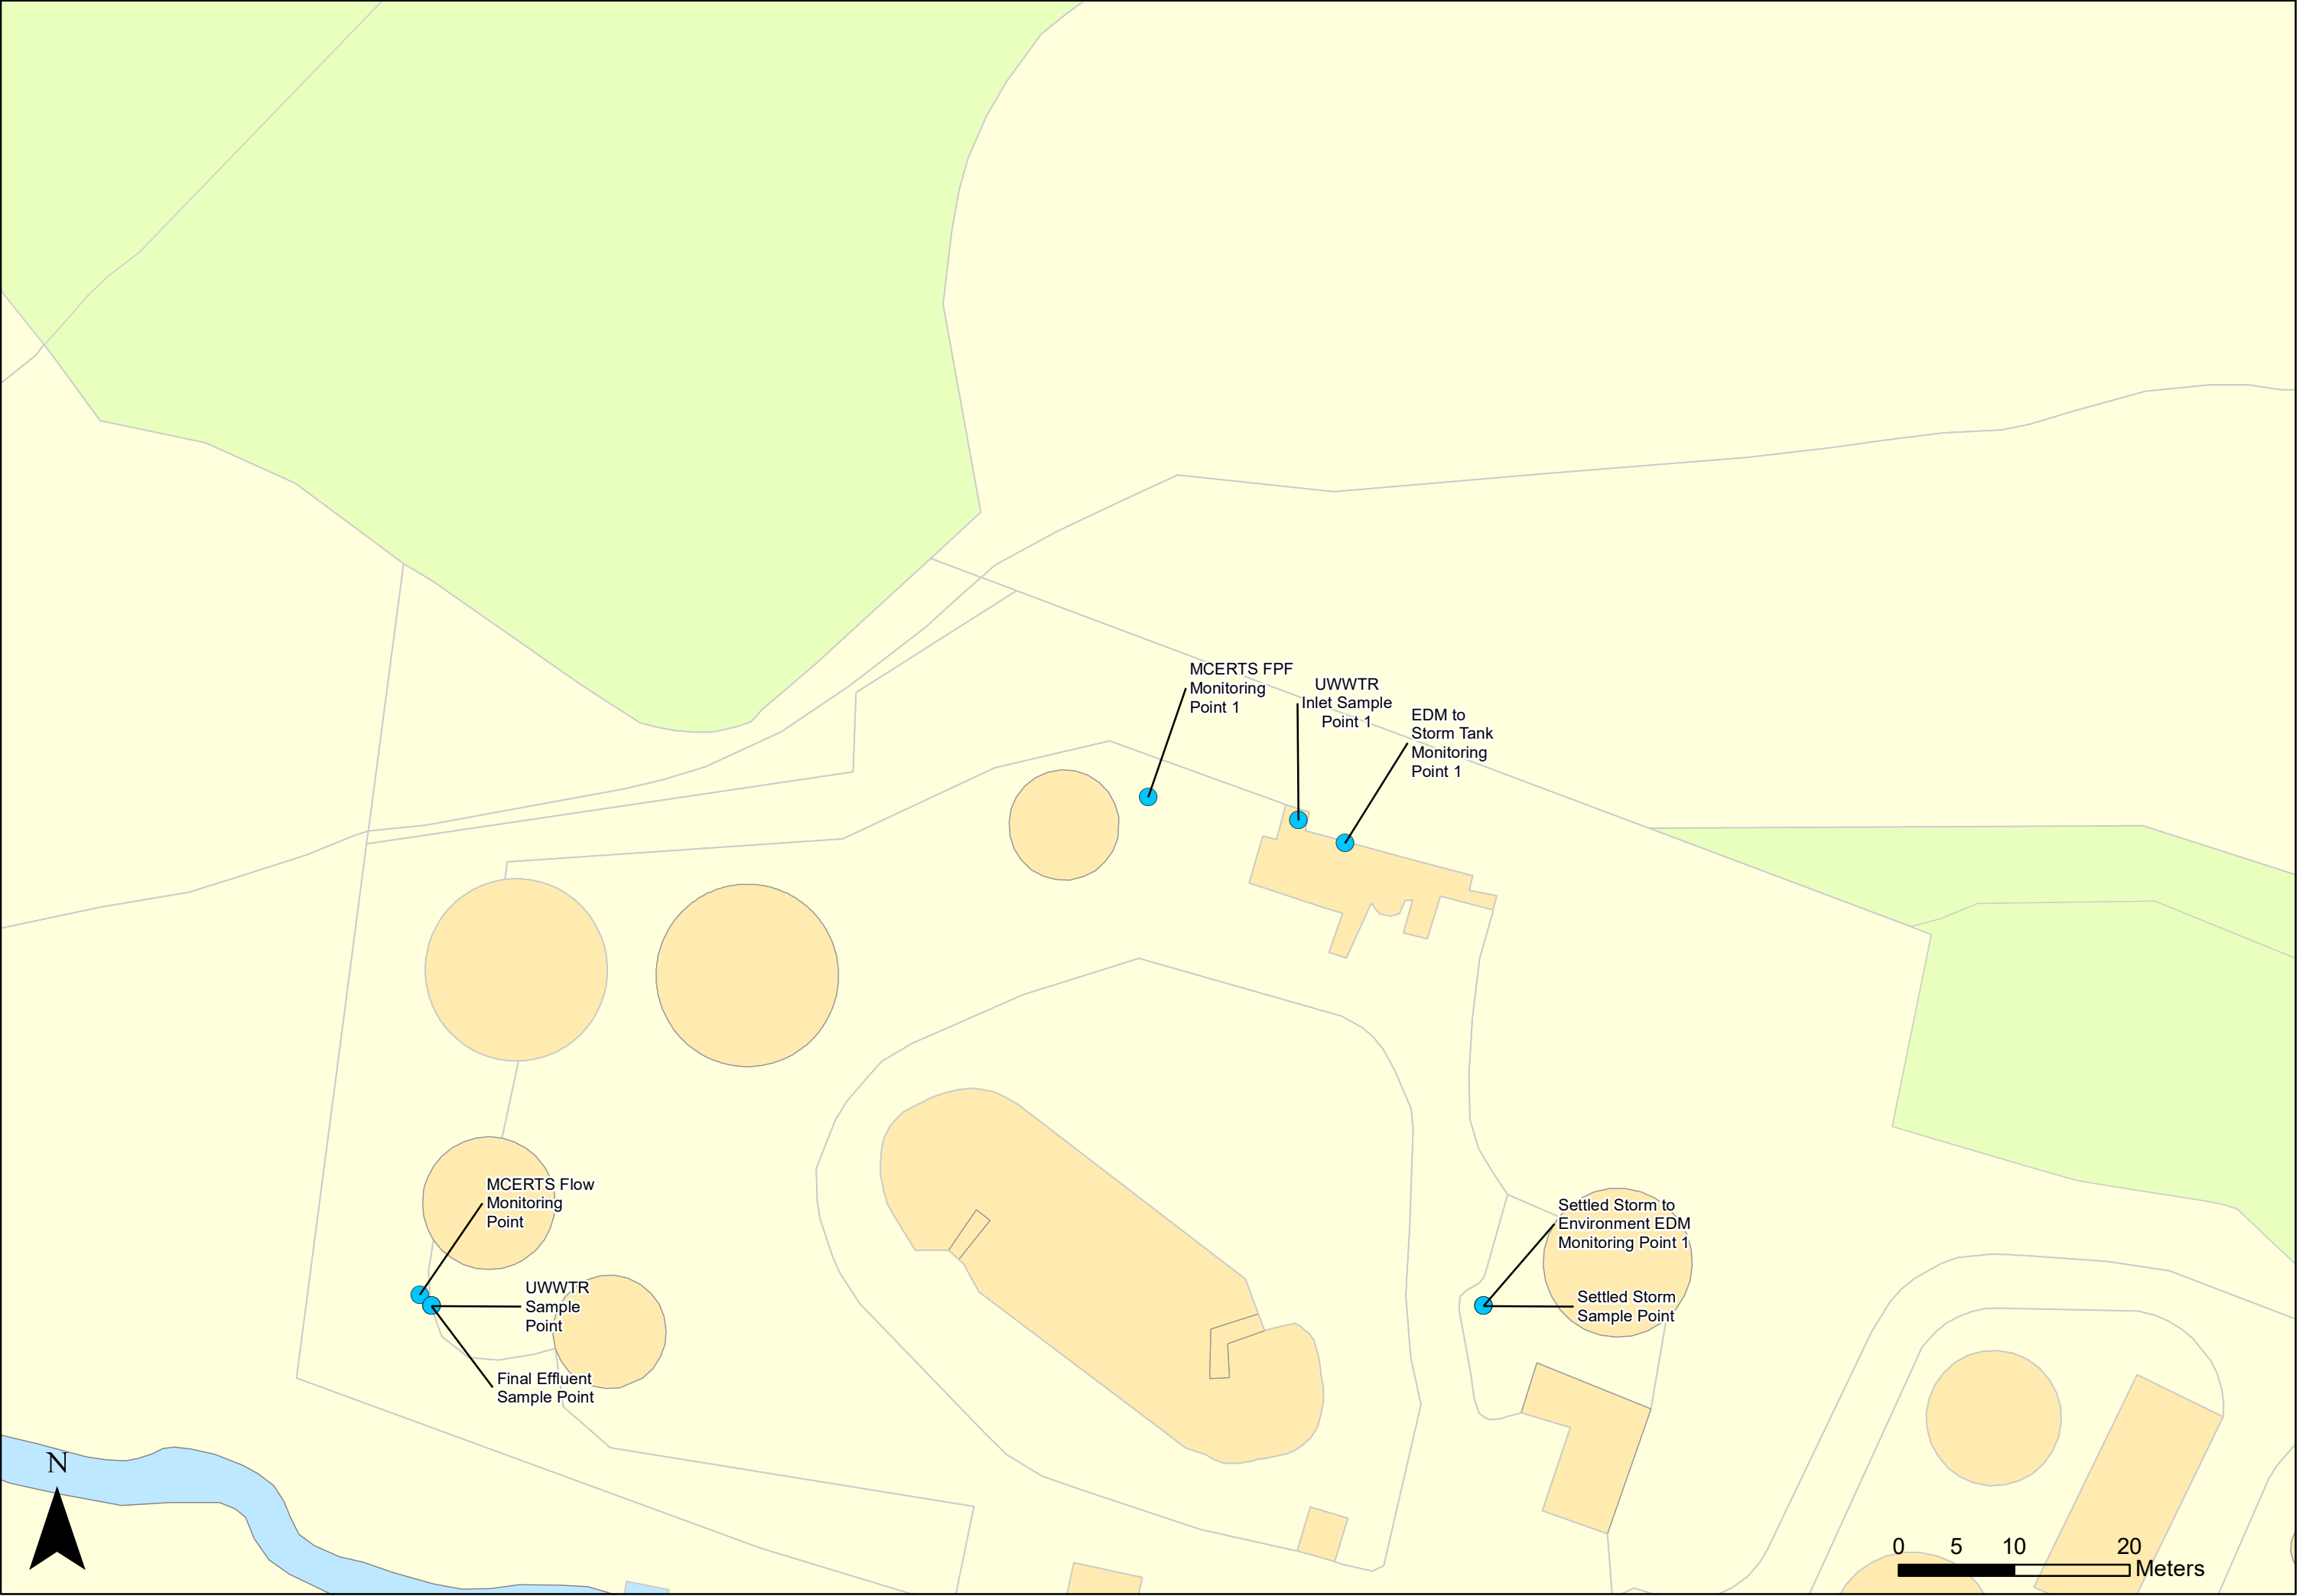 MCERTS FPF
Monitoring
Point 1
UWWTR
Inlet Sample
Point 1
EDM to
Storm Tank
Monitoring
Point 1
MCERTS Flow
Monitoring
Point
UWWTR
Sample
Point
Final Effluent
Sample Point
Settled Storm to
Environment EDM
Monitoring Point 1
Settled Storm
Sample Point
N
0 5 10 20
Meters